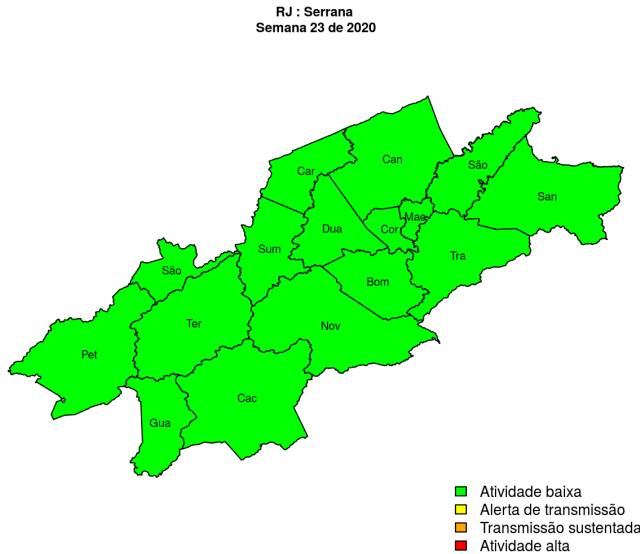 RJ : Serrana
Semana 23 de 2020
Can
São
Car
San
Mac
Dua
Cor
Sum
Tra
São
Bom
Ter
Nov
Pet
Cac
Gua
Atividade baixa
Alerta de transmissão
Transmissão sustentada
Atividade alta